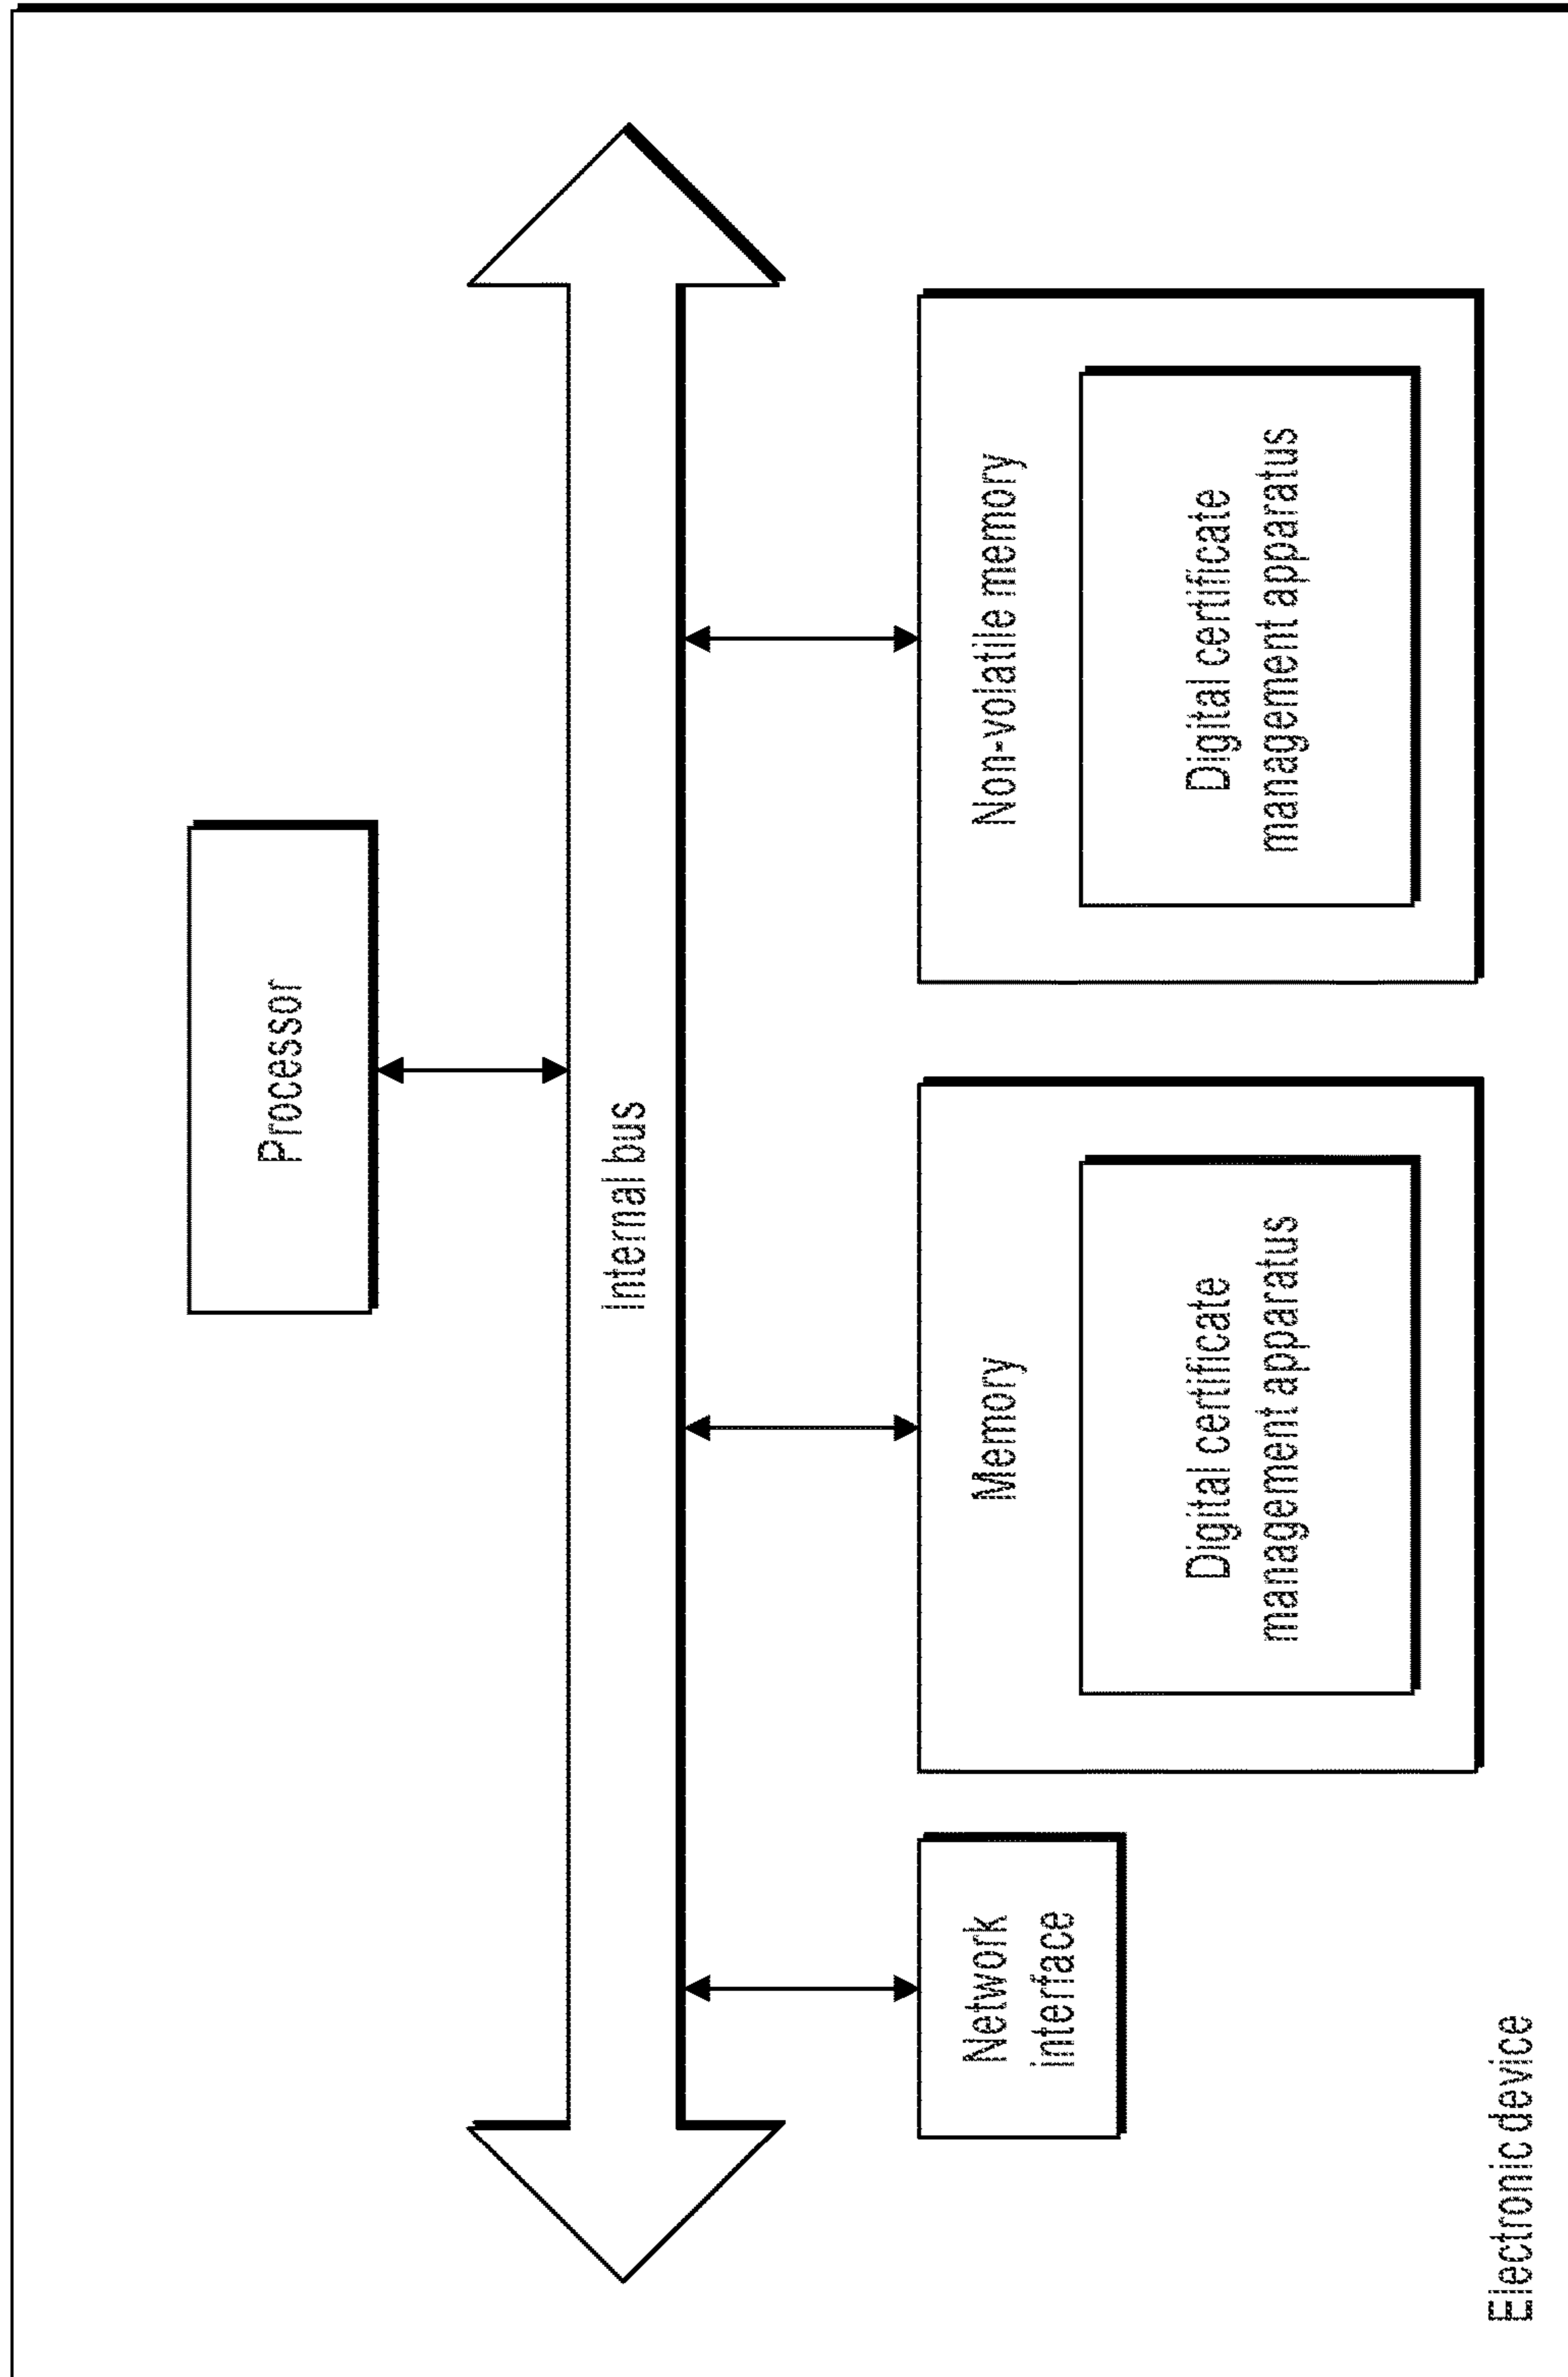 Processor
Internal bus
Network
interface
Memory
Digital certificate
management apparatus
Non-volatile memory
Digital certificate
management apparatus
Electronic device